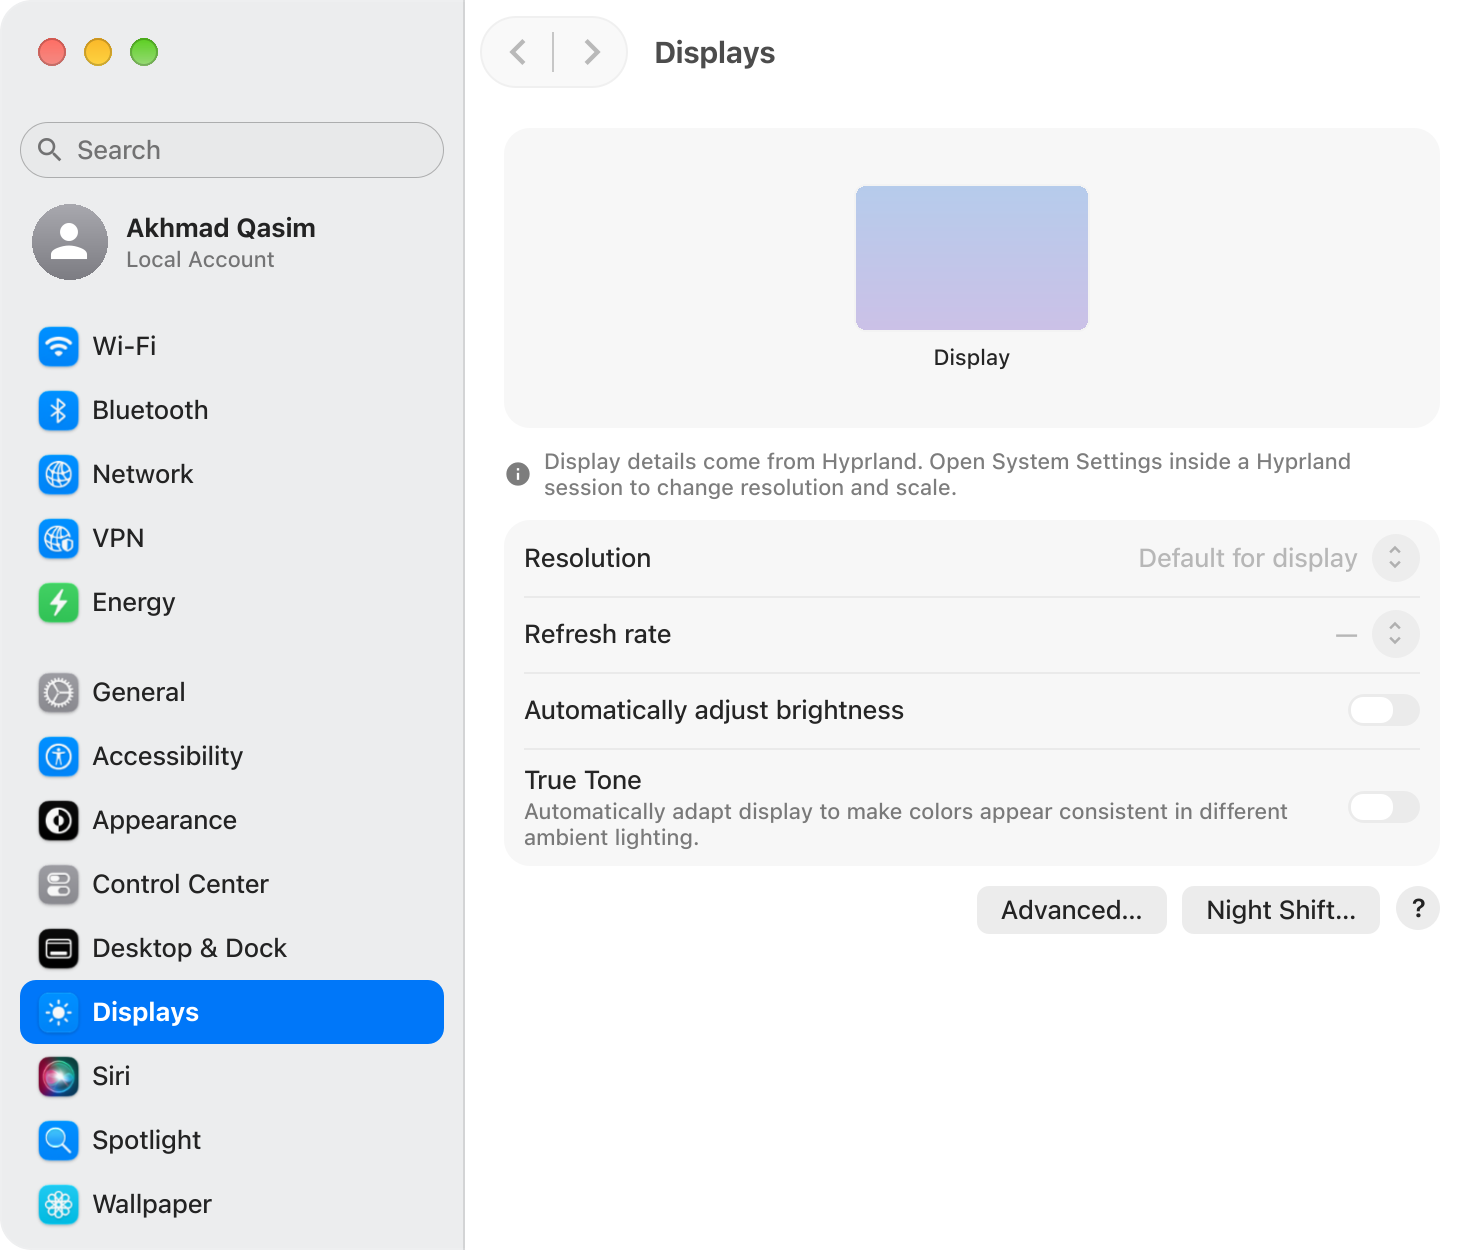 Search
Akhmad Qasim
Local Account
Wi-Fi
Bluetooth
Network
VPN
Energy
General
Accessibility
Appearance
Control Center
Desktop & Dock
Displays
Siri
Spotlight
Wallpaper
Displays
Display
Display details come from Hyprland. Open System Settings inside a Hyprland
session to change resolution and scale.
Resolution
Default for display
Refresh rate
—
Automatically adjust brightness
True Tone
Automatically adapt display to make colors appear consistent in different
ambient lighting.
Advanced...
Night Shift...
?